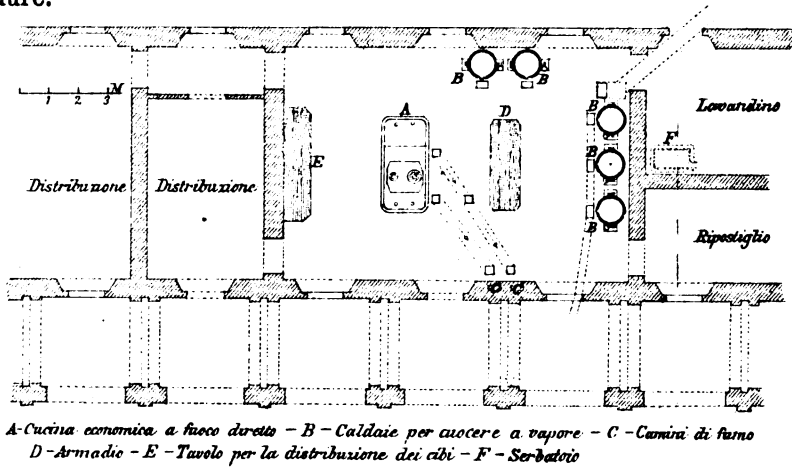 M
1 2 3
B B
A D
B
Lavandino
F
E
B
Distribuzione Distribuzione
B
Ripostiglio
C C
A-Cucina economica a fuoco diretto - B - Caldaie per cuocere a vapore - C - Camini di fumo
D-Armadio - E - Tavolo per la distribuzione dei cibi - F - Serbatoio